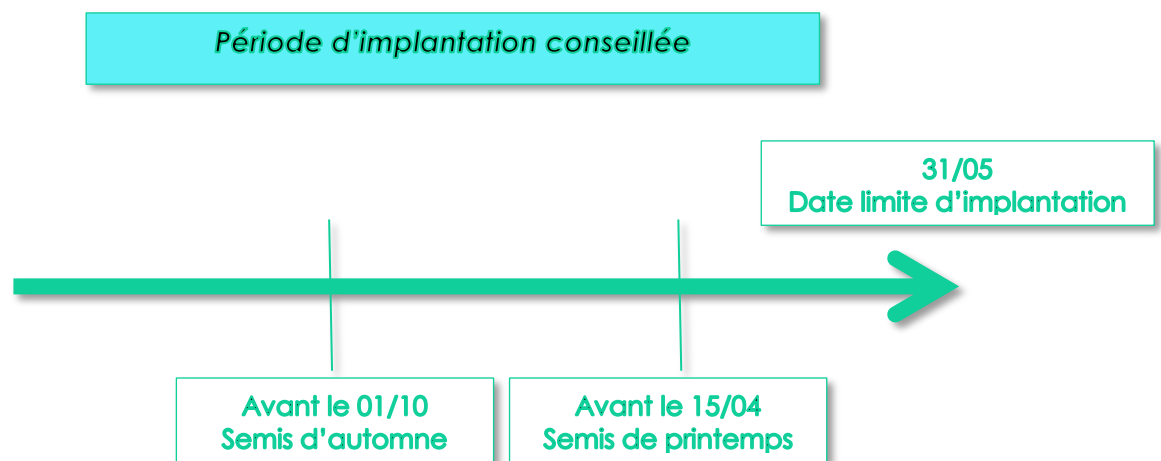 Période d'implantation conseillée
31/05
Date limite d'implantation
Avant le 01/10
Semis d'automne
Avant le 15/04
Semis de printemps